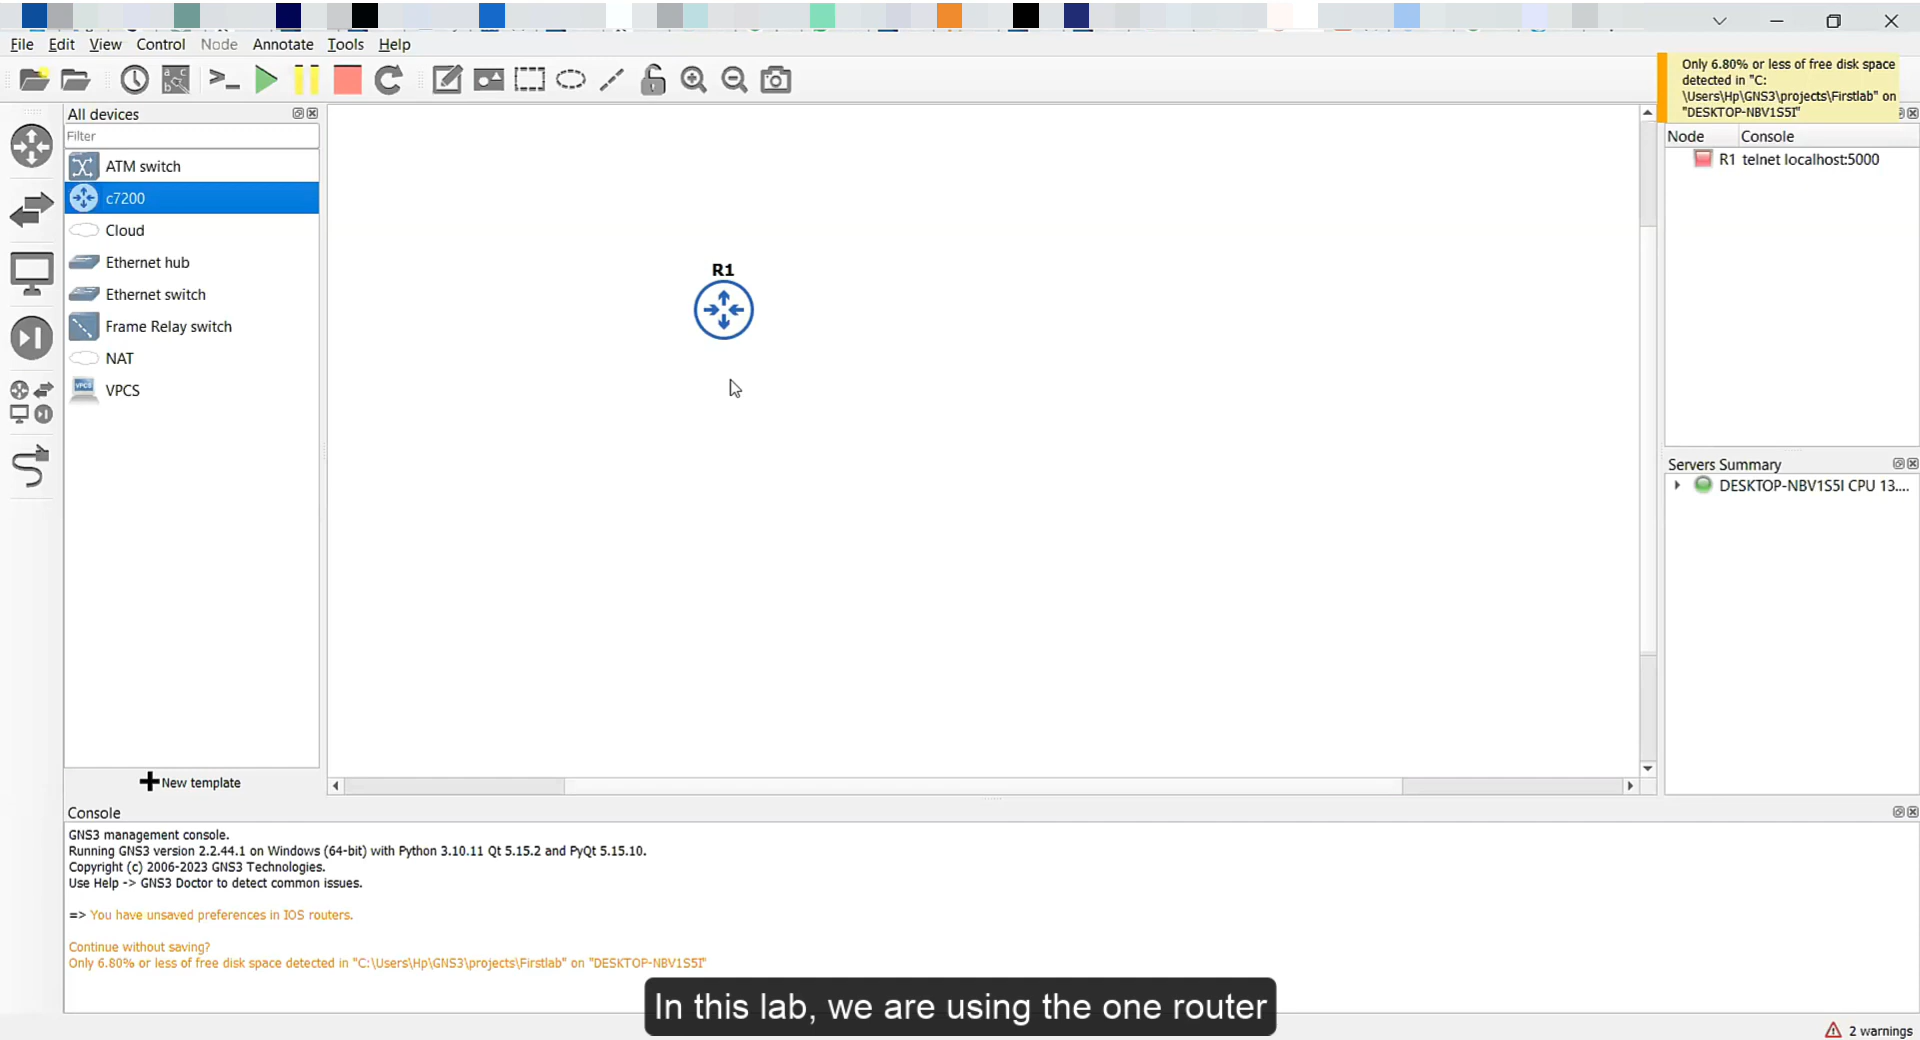 File Edit View Control Node Annotate Tools Help
Only 6.80% or less of free disk space
detected in "C:
\Users\Hp\GNS3\projects\Firstlab" on
"DESKTOP-NBV1S5I"
All devices
Filter
ATM switch
c7200
Cloud
Ethernet hub
Ethernet switch
Frame Relay switch
NAT
VPCS
New template
R1
Node Console
R1 telnet localhost:5000
Servers Summary
DESKTOP-NBV1S5I CPU 13....
Console
GNS3 management console.
Running GNS3 version 2.2.44.1 on Windows (64-bit) with Python 3.10.11 Qt 5.15.2 and PyQt 5.15.10.
Copyright (c) 2006-2023 GNS3 Technologies.
Use Help -> GNS3 Doctor to detect common issues.
=> You have unsaved preferences in IOS routers.
Continue without saving?
Only 6.80% or less of free disk space detected in "C:\Users\Hp\GNS3\projects\Firstlab" on "DESKTOP-NBV1S5I"
In this lab, we are using the one router
2 warnings